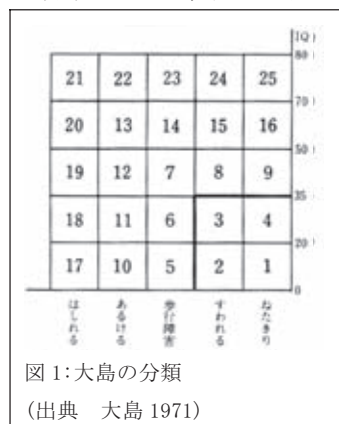 (IQ)
80
21 22 23 24 25
70
20 13 14 15 16
50
19 12 7 8 9
35
18 11 6 3 4
20
17 10 5 2 1
0
はしれる
あるける
歩行障害
すわれる
ねたきり
図1:大島の分類
(出典 大島 1971)